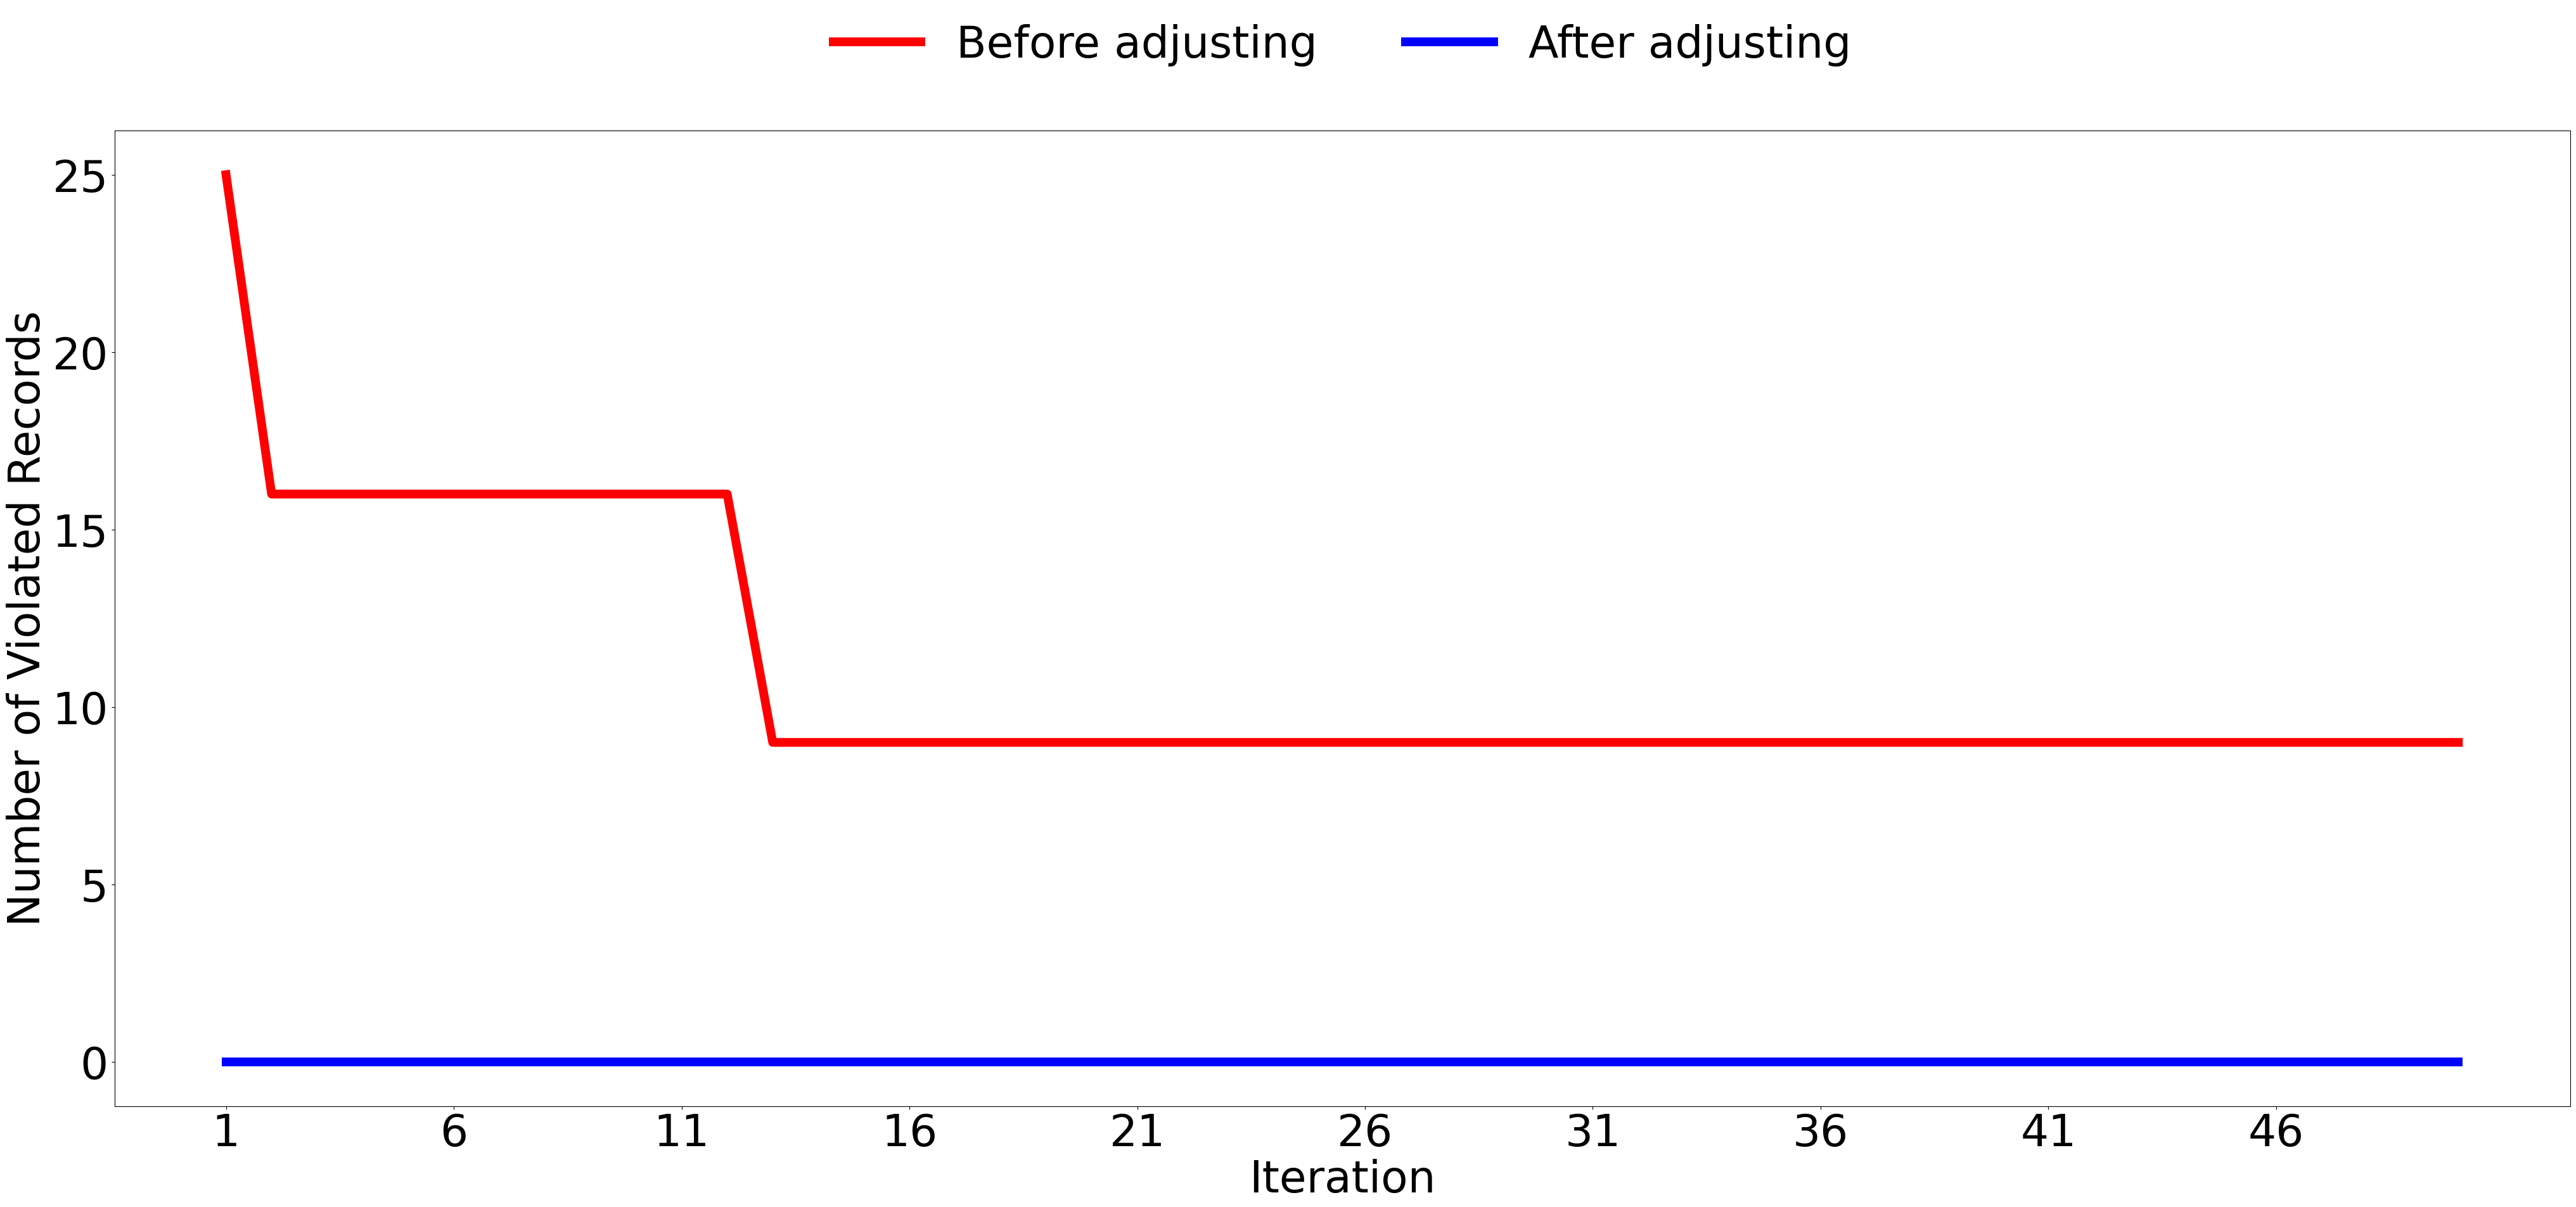 Before adjusting After adjusting
25
20
15
10
5
0
Number of Violated Records
1 6 11 16 21 26 31 36 41 46
Iteration